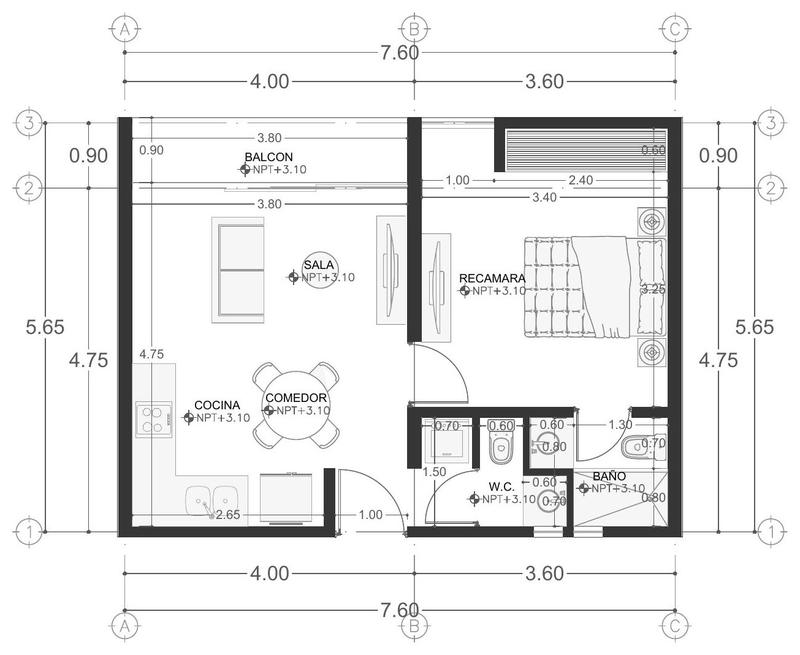 A B C
7.60
4.00 3.60
3 3
3.80 0.60
0.90 0.90 0.90
BALCON
NPT+3.10
1.00 2.40
2 2
3.80 3.40
SALA
NPT+3.10
RECAMARA
NPT+3.10 3.25
5.65 5.65
4.75 4.75 4.75
COCINA
NPT+3.10
COMEDOR
NPT+3.10
0.70 0.60 0.60 1.30
0.80 0.70
1.50
BAÑO
NPT+3.10
W.C.
NPT+3.10
0.60
0.70 0.80
2.65 1.00
1 1
4.00 3.60
7.60
A B C